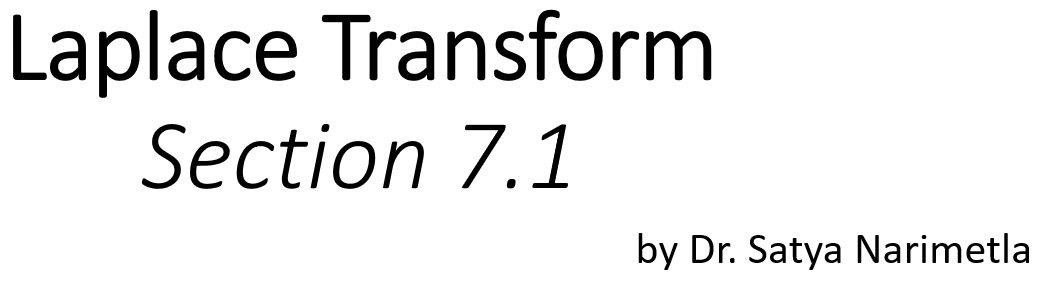 Laplace Transform
Section 7.1
by Dr. Satya Narimetla